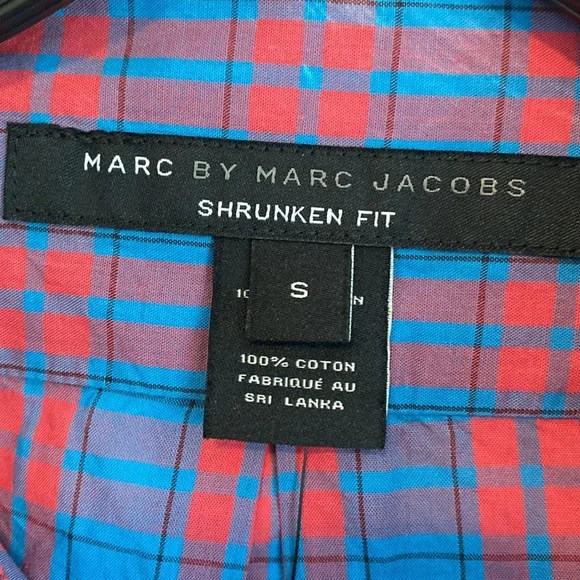 MARC BY MARC JACOBS
SHRUNKEN FIT
S
100% COTON
FABRIQUÉ AU
SRI LANKA